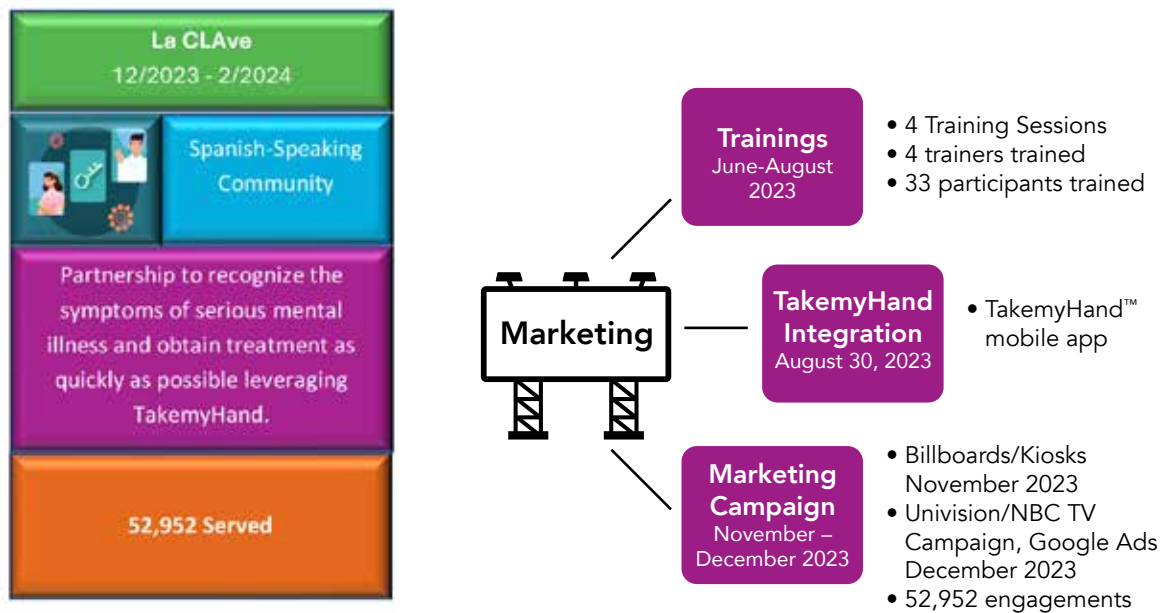 La CLAve
12/2023 - 2/2024
Spanish-Speaking
Community
Partnership to recognize the
symptoms of serious mental
illness and obtain treatment as
quickly as possible leveraging
TakemyHand.
52,952 Served
Marketing
Trainings
June-August
2023
• 4 Training Sessions
• 4 trainers trained
• 33 participants trained
TakemyHand
Integration
August 30, 2023
• TakemyHand™
mobile app
Marketing
Campaign
November –
December 2023
• Billboards/Kiosks
November 2023
• Univision/NBC TV
Campaign, Google Ads
December 2023
• 52,952 engagements